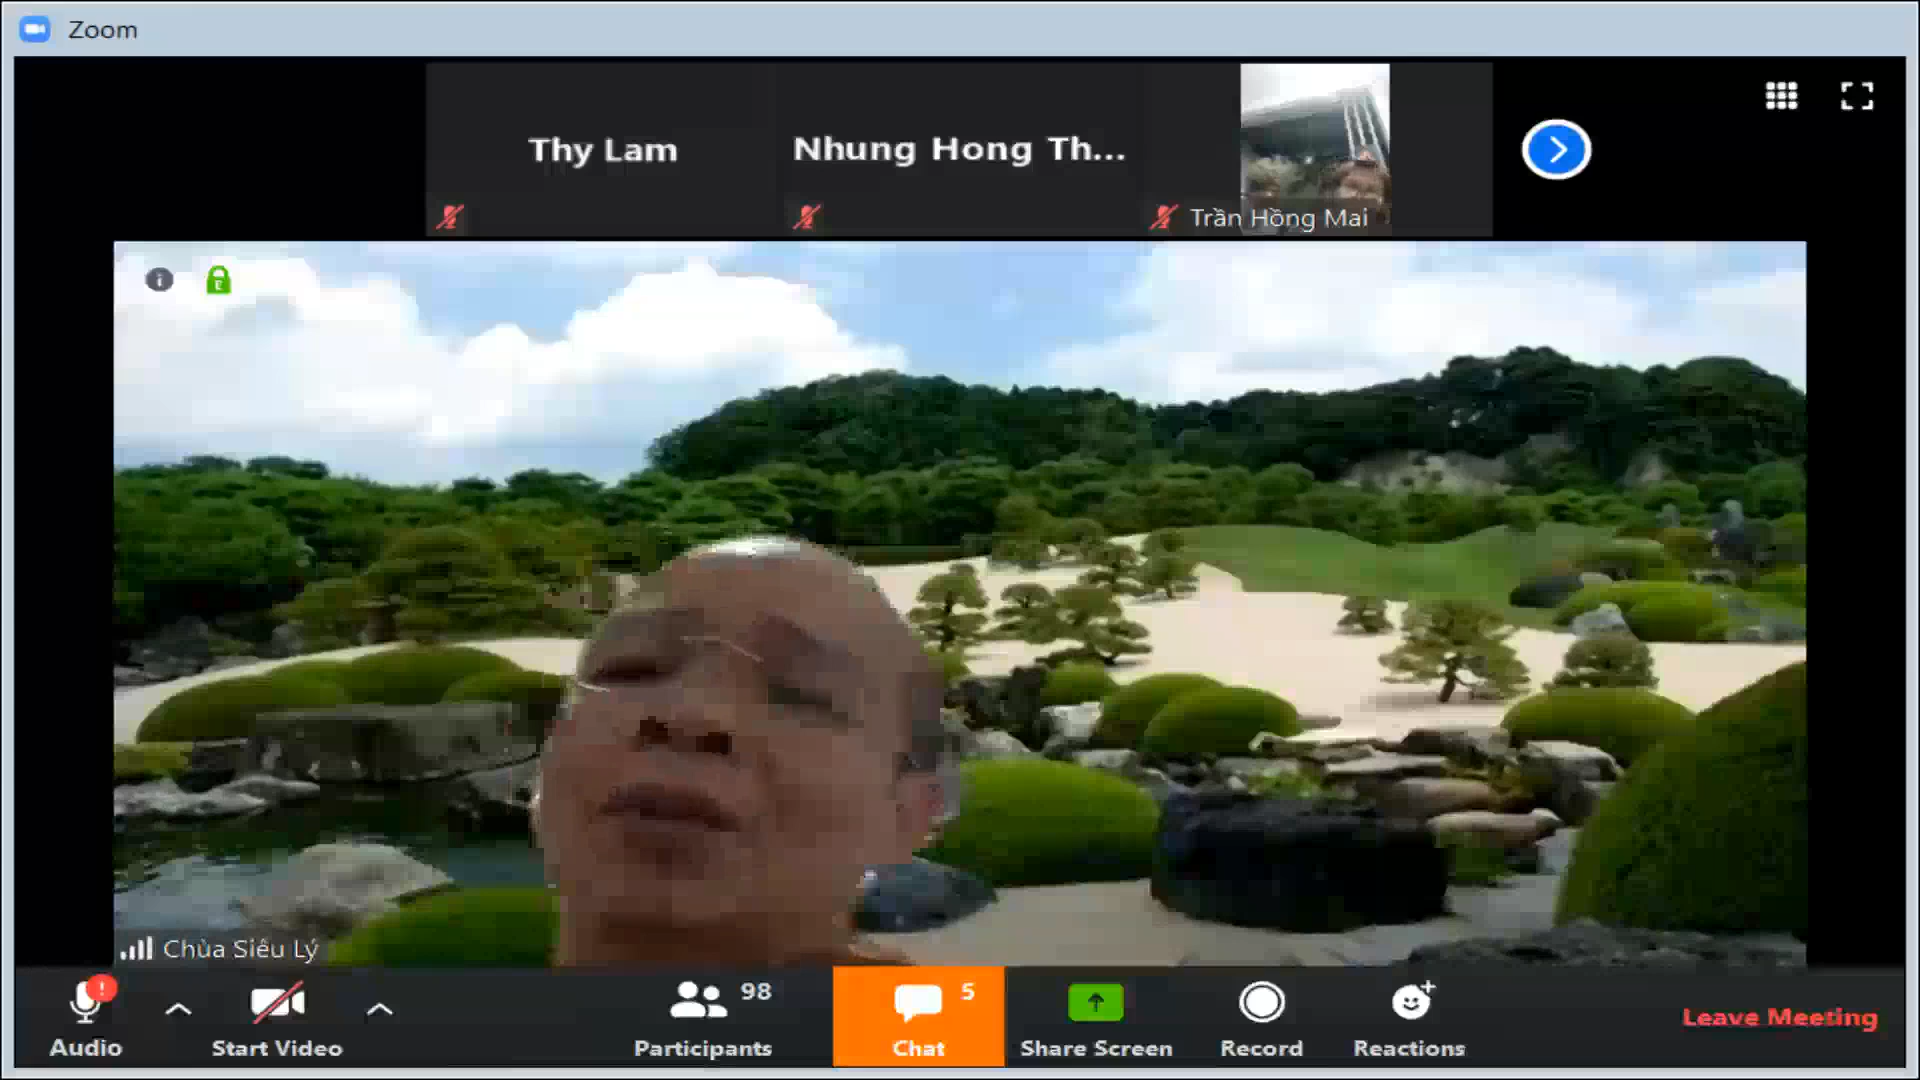 Zoom
Thy Lam
Nhung Hong Th...
Trần Hồng Mai
Chùa Siêu Lý
98
5
Audio
Start Video
Participants
Chat
Share Screen
Record
Reactions
Leave Meeting